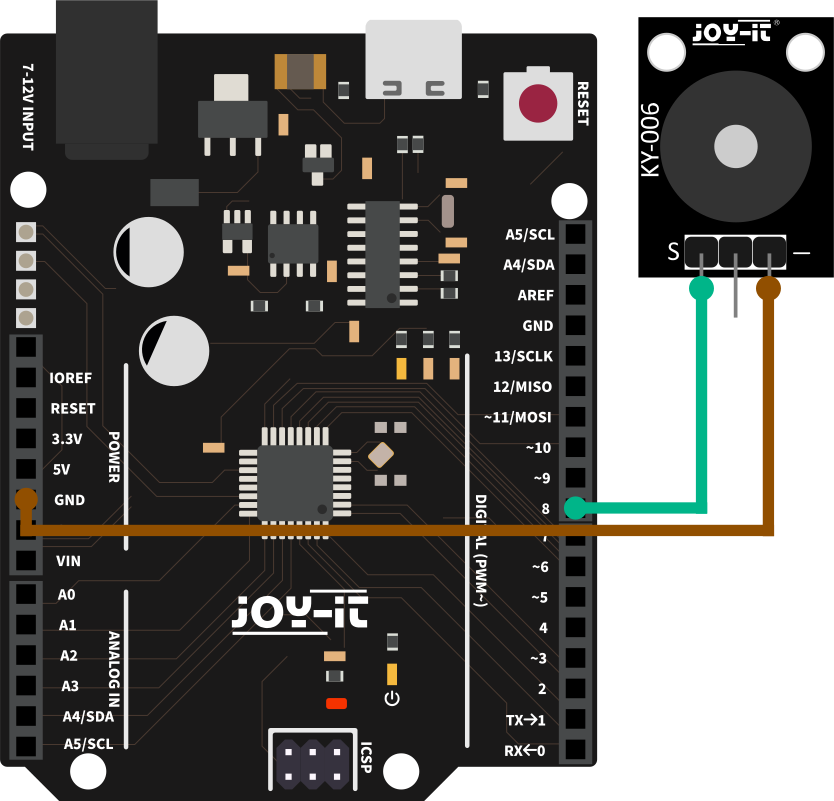 7-12V INPUT
RESET
JOY-IT®
KY-006
S
–
A5/SCL
A4/SDA
AREF
GND
13/SCLK
12/MISO
~11/MOSI
~10
~9
8
7
~6
~5
4
~3
2
TX→1
RX←0
DIGITAL (PWM~)
IOREF
RESET
3.3V
5V
GND
VIN
POWER
A0
A1
A2
A3
A4/SDA
A5/SCL
ANALOG IN
JOY-IT
ICSP